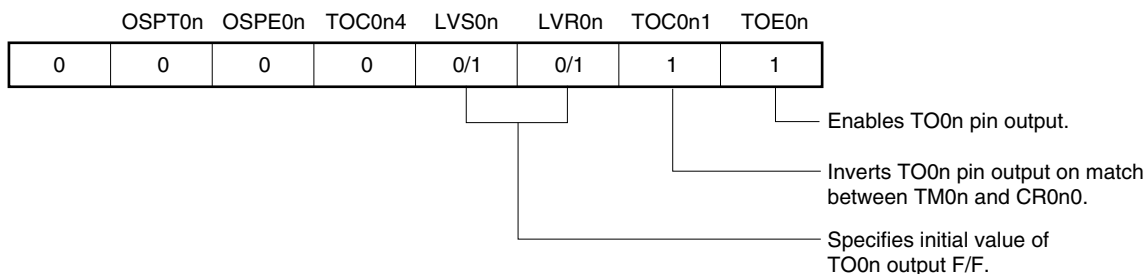 OSPT0n OSPE0n TOC0n4 LVS0n LVR0n TOC0n1 TOE0n
0 0 0 0 0/1 0/1 1 1
Enables TO0n pin output.
Inverts TO0n pin output on match
between TM0n and CR0n0.
Specifies initial value of
TO0n output F/F.